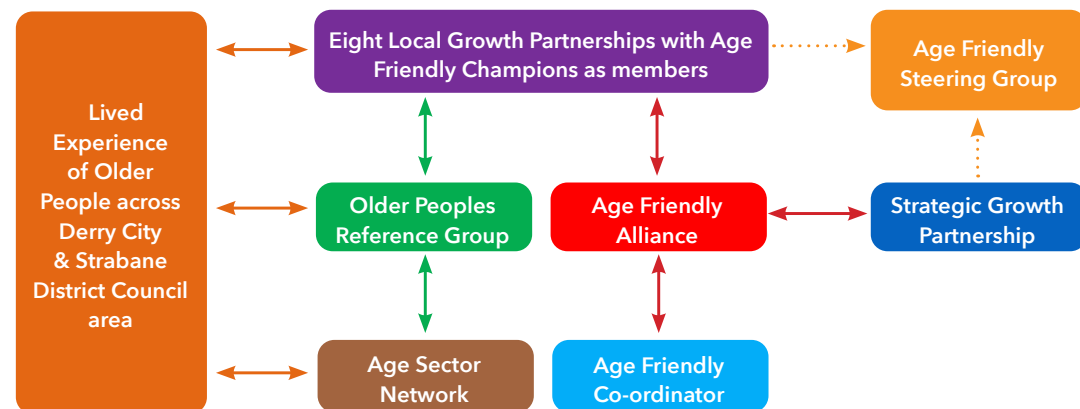 Lived
Experience
of Older
People across
Derry City
& Strabane
District Council
area
Eight Local Growth Partnerships with Age
Friendly Champions as members
Age Friendly
Steering Group
Older Peoples
Reference Group
Age Friendly
Alliance
Strategic Growth
Partnership
Age Sector
Network
Age Friendly
Co-ordinator